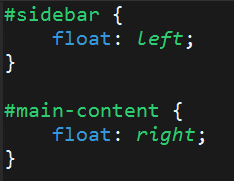 #sidebar {
    float: left;
}

#main-content {
    float: right;
}